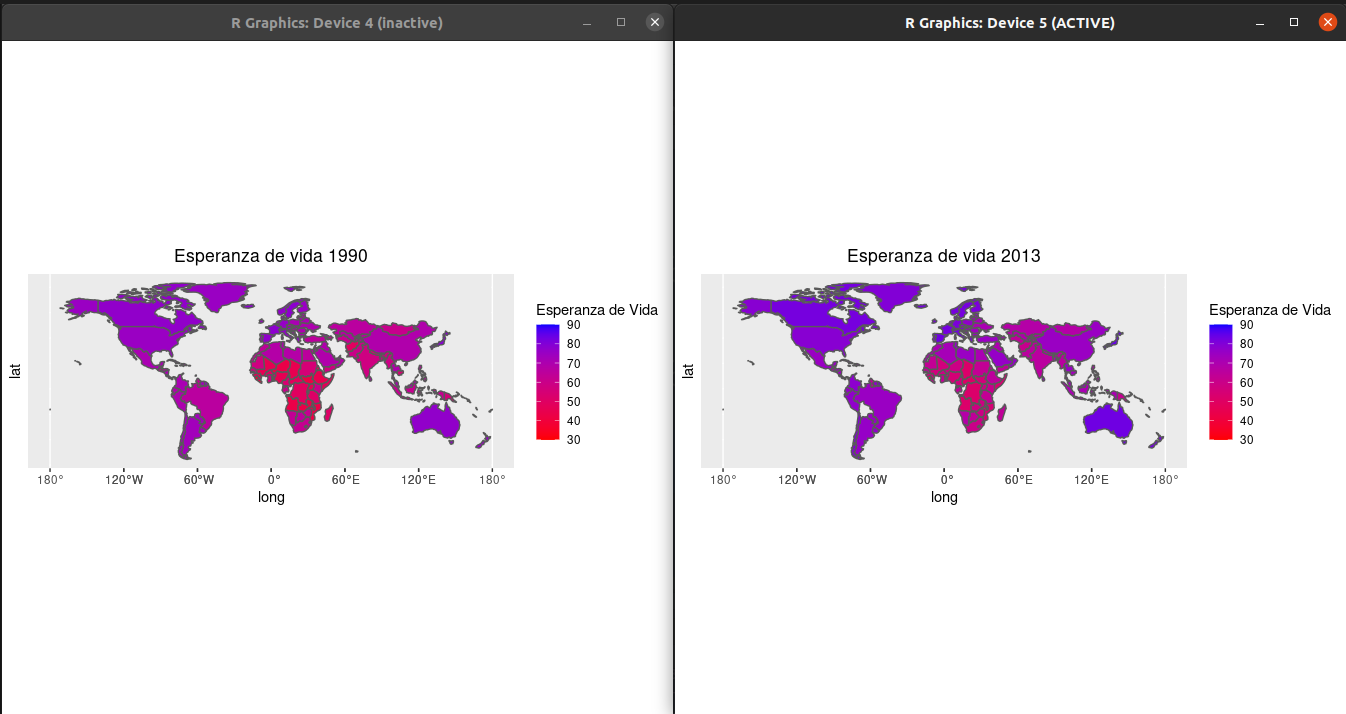 R Graphics: Device 4 (inactive)
Esperanza de vida 1990
lat
180°
120°W
60°W
0°
60°E
120°E
180°
long
Esperanza de Vida
90
80
70
60
50
40
30
R Graphics: Device 5 (ACTIVE)
Esperanza de vida 2013
lat
180°
120°W
60°W
0°
60°E
120°E
180°
long
Esperanza de Vida
90
80
70
60
50
40
30